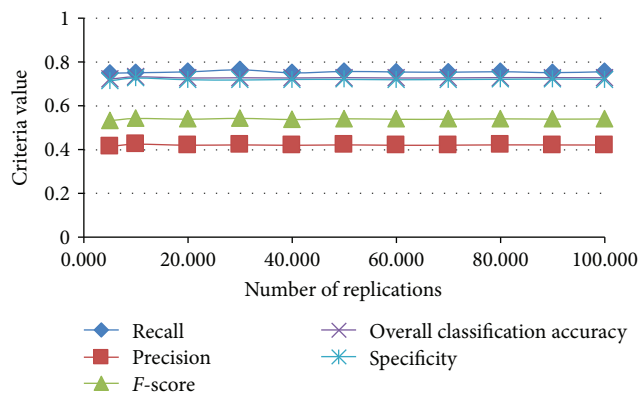 1
0.8
0.6
0.4
0.2
0
Criteria value
0.000 20.000 40.000 60.000 80.000 100.000
Number of replications
Recall
Precision
F-score
Overall classification accuracy
Specificity